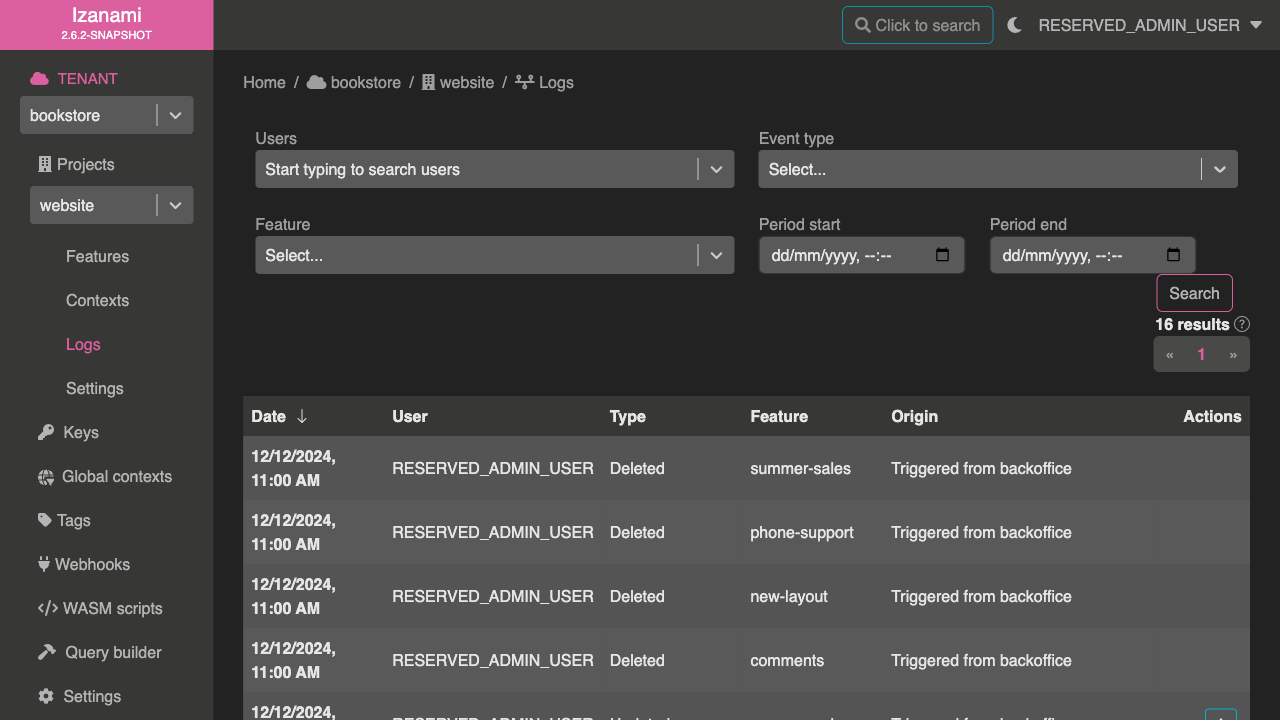 Izanami
2.6.2-SNAPSHOT
Click to search
RESERVED_ADMIN_USER
TENANT
bookstore
Projects
website
Features
Contexts
Logs
Settings
Keys
Global contexts
Tags
Webhooks
WASM scripts
Query builder
Settings
Home / bookstore / website / Logs
Users
Start typing to search users
Event type
Select...
Feature
Select...
Period start
dd/mm/yyyy, --:--
Period end
dd/mm/yyyy, --:--
Search
16 results ?
« 1 »
Date ↓ User Type Feature Origin Actions
12/12/2024,
11:00 AM RESERVED_ADMIN_USER Deleted summer-sales Triggered from backoffice
12/12/2024,
11:00 AM RESERVED_ADMIN_USER Deleted phone-support Triggered from backoffice
12/12/2024,
11:00 AM RESERVED_ADMIN_USER Deleted new-layout Triggered from backoffice
12/12/2024,
11:00 AM RESERVED_ADMIN_USER Deleted comments Triggered from backoffice
12/12/2024,